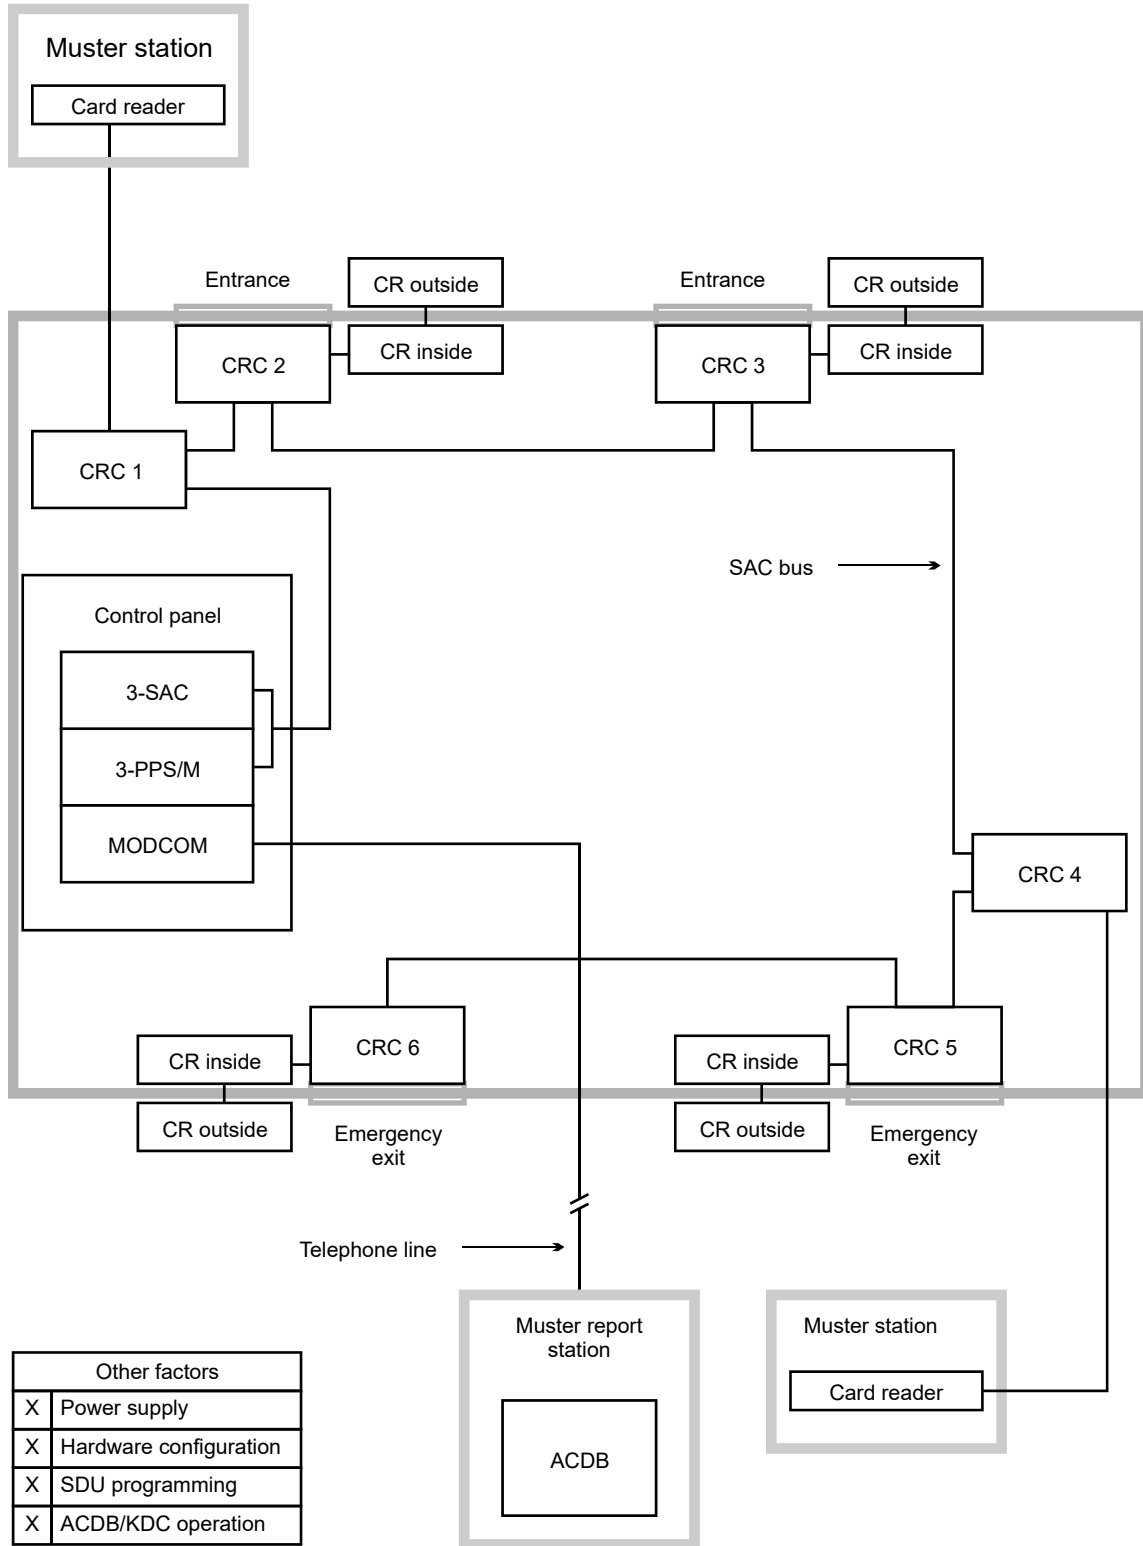 Muster station
Card reader
Entrance
CR outside
Entrance
CR outside
CRC 2
CR inside
CRC 3
CR inside
CRC 1
SAC bus
Control panel
3-SAC
3-PPS/M
MODCOM
CRC 4
CR inside
CRC 6
CR inside
CRC 5
CR outside
Emergency
exit
CR outside
Emergency
exit
Telephone line
Muster report
station
ACDB
Muster station
Card reader
Other factors
X Power supply
X Hardware configuration
X SDU programming
X ACDB/KDC operation